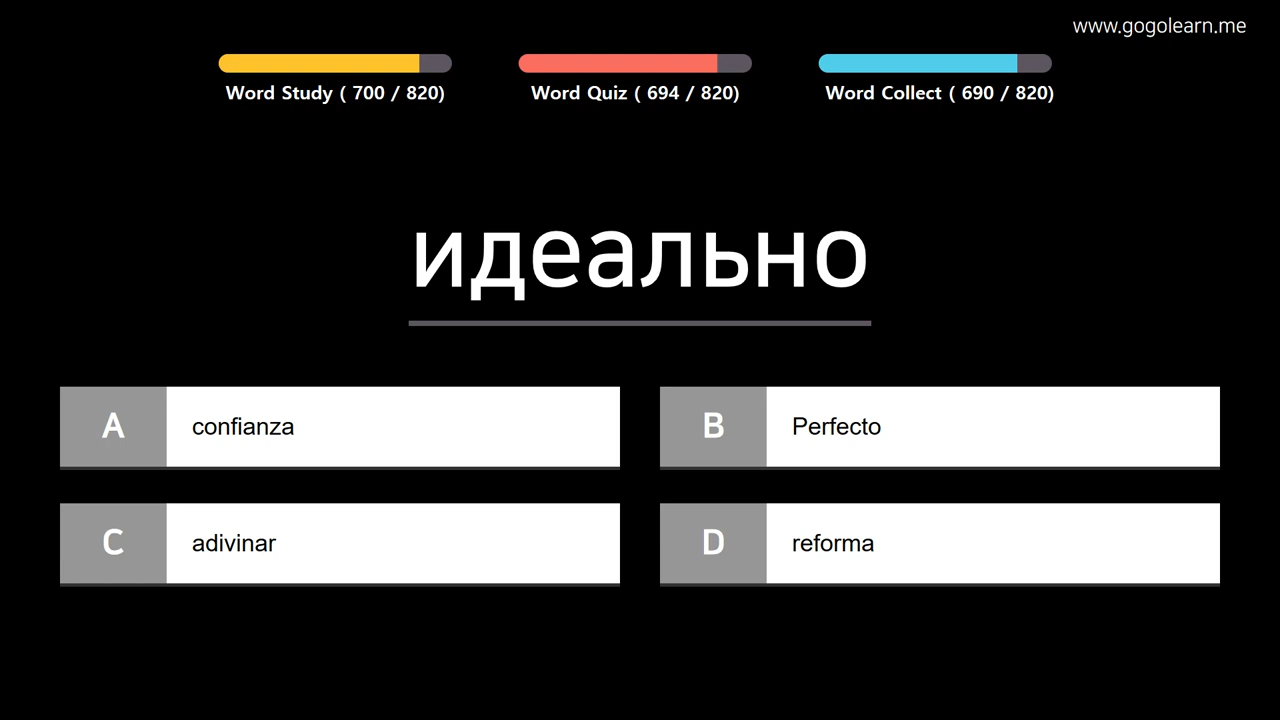 www.gogolearn.me
Word Study ( 700 / 820)
Word Quiz ( 694 / 820)
Word Collect ( 690 / 820)
идеально
A confianza
B Perfecto
C adivinar
D reforma